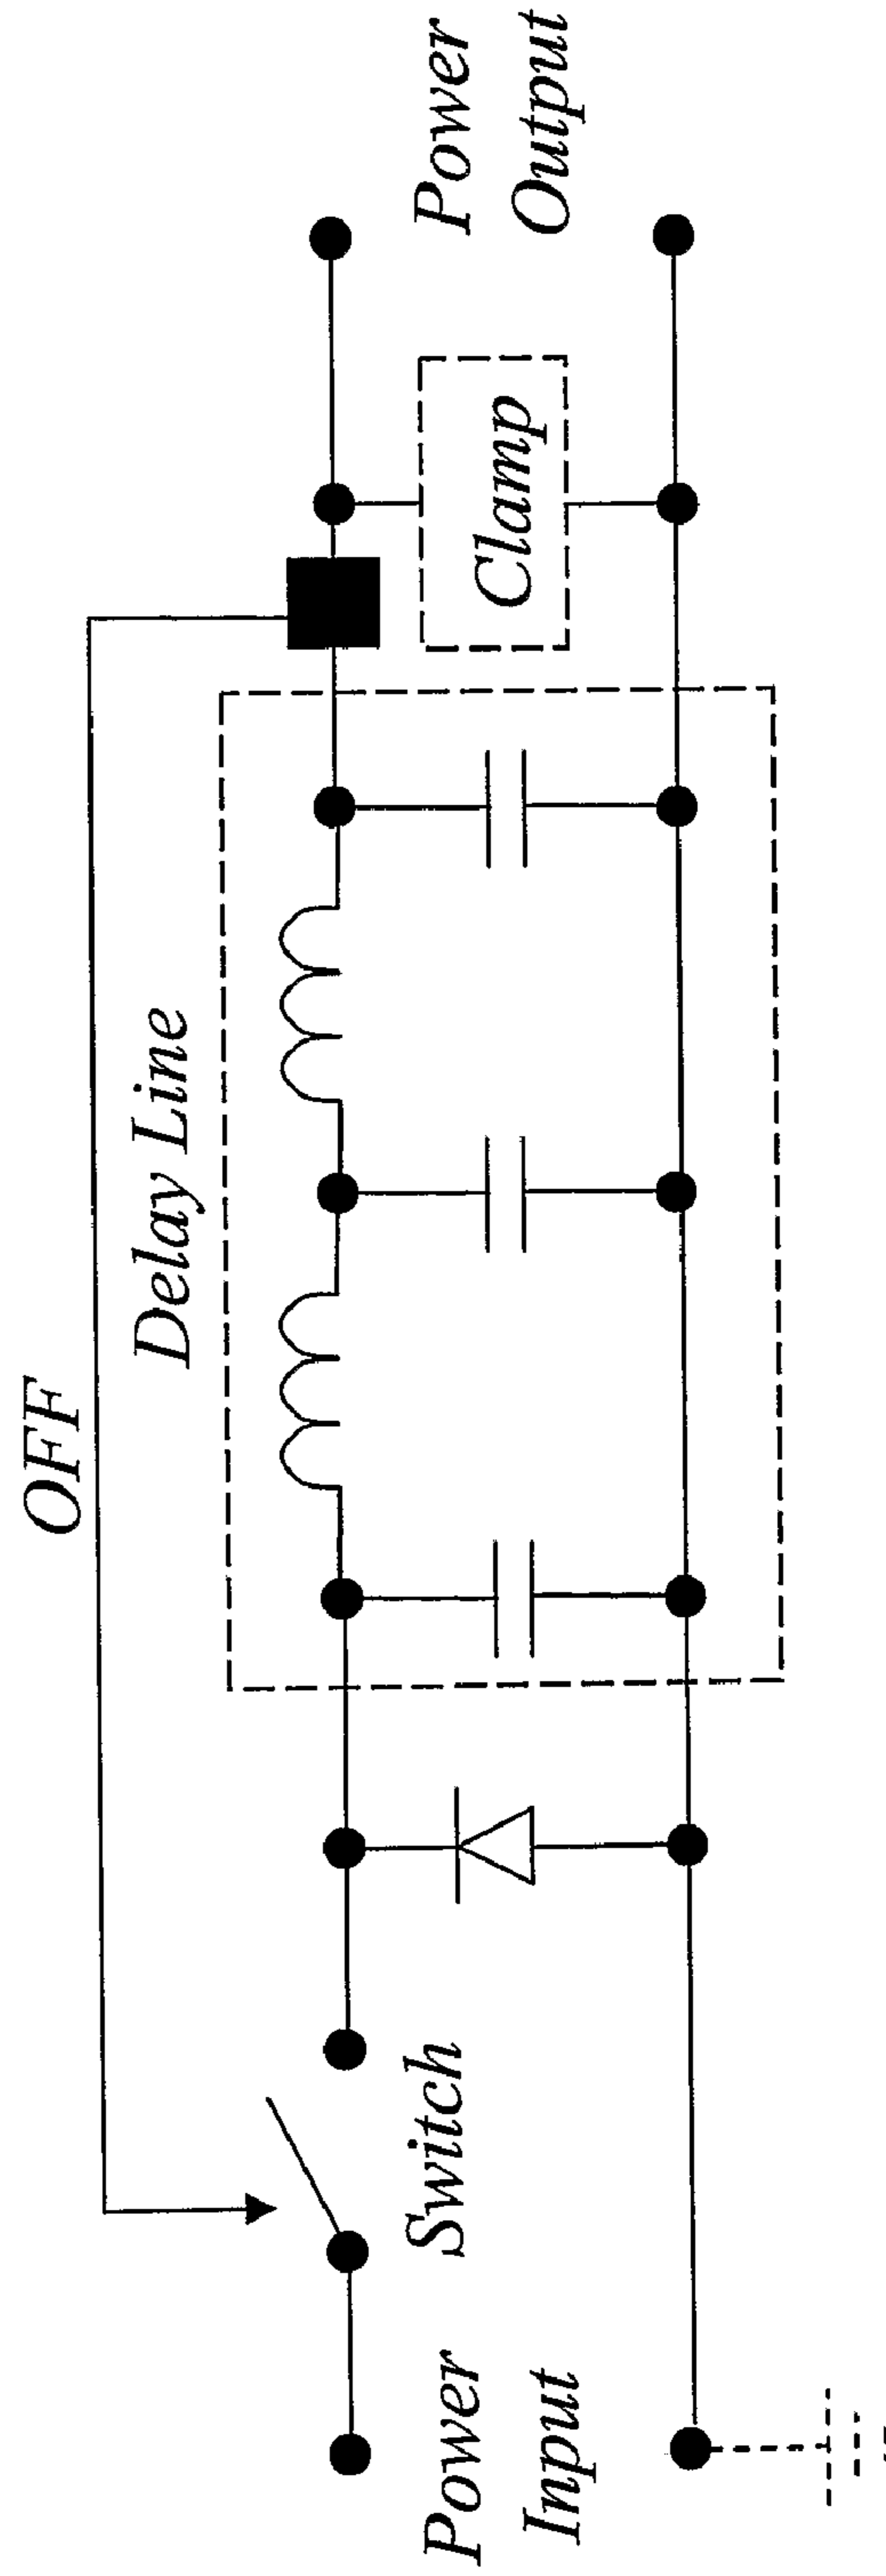 OFF
Delay Line
Power
Input
Switch
Clamp
Power
Output